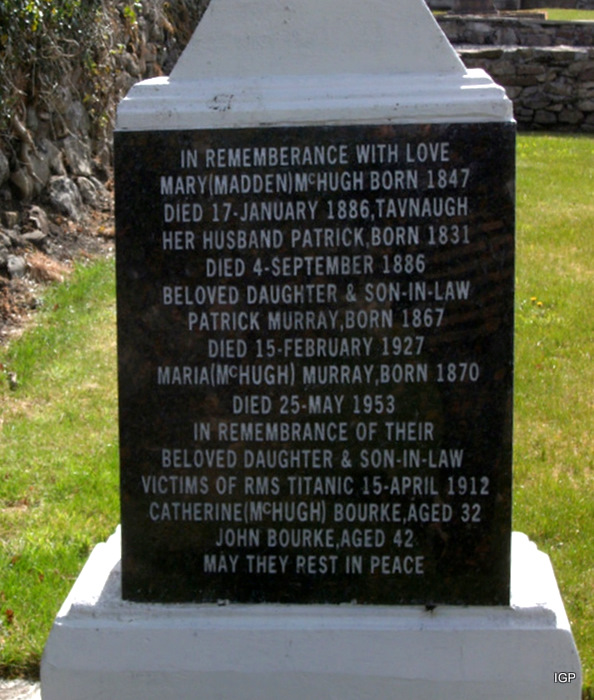 IN REMEMBERANCE WITH LOVE
MARY(MADDEN)McHUGH BORN 1847
DIED 17-JANUARY 1886,TAVNAUGH
HER HUSBAND PATRICK,BORN 1831
DIED 4-SEPTEMBER 1886
BELOVED DAUGHTER & SON-IN-LAW
PATRICK MURRAY,BORN 1867
DIED 15-FEBRUARY 1927
MARIA(McHUGH) MURRAY,BORN 1870
DIED 25-MAY 1953
IN REMEMBRANCE OF THEIR
BELOVED DAUGHTER & SON-IN-LAW
VICTIMS OF RMS TITANIC 15-APRIL 1912
CATHERINE(McHUGH) BOURKE,AGED 32
JOHN BOURKE,AGED 42
MAY THEY REST IN PEACE
IGP